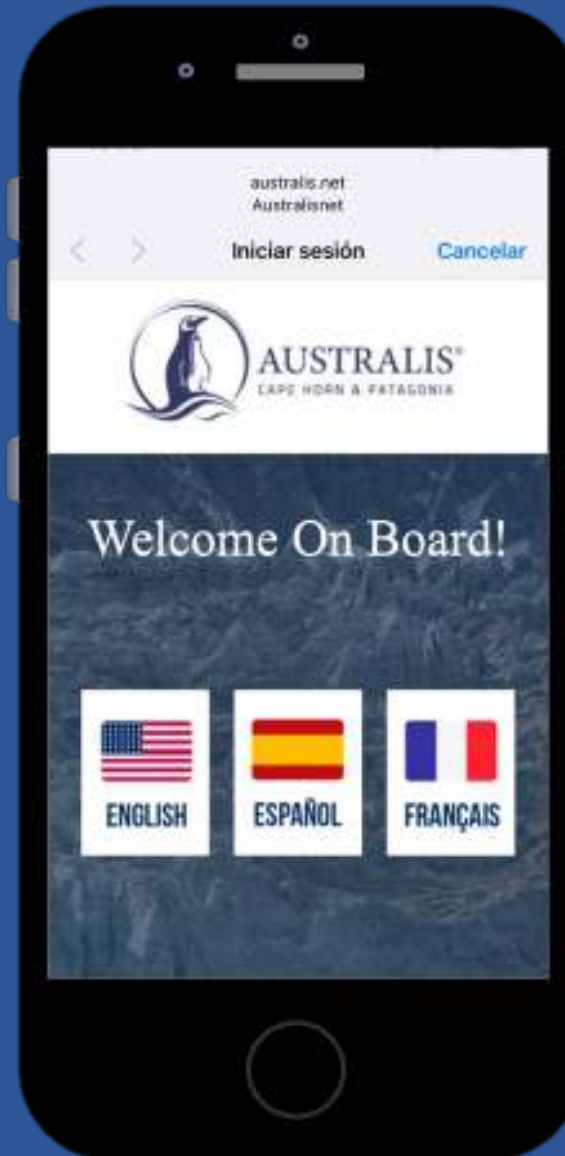 australis.net
Australisnet
Iniciar sesión
Cancelar
AUSTRALIS®
CAPE HORN & PATAGONIA
Welcome On Board!
ENGLISH
ESPAÑOL
FRANÇAIS